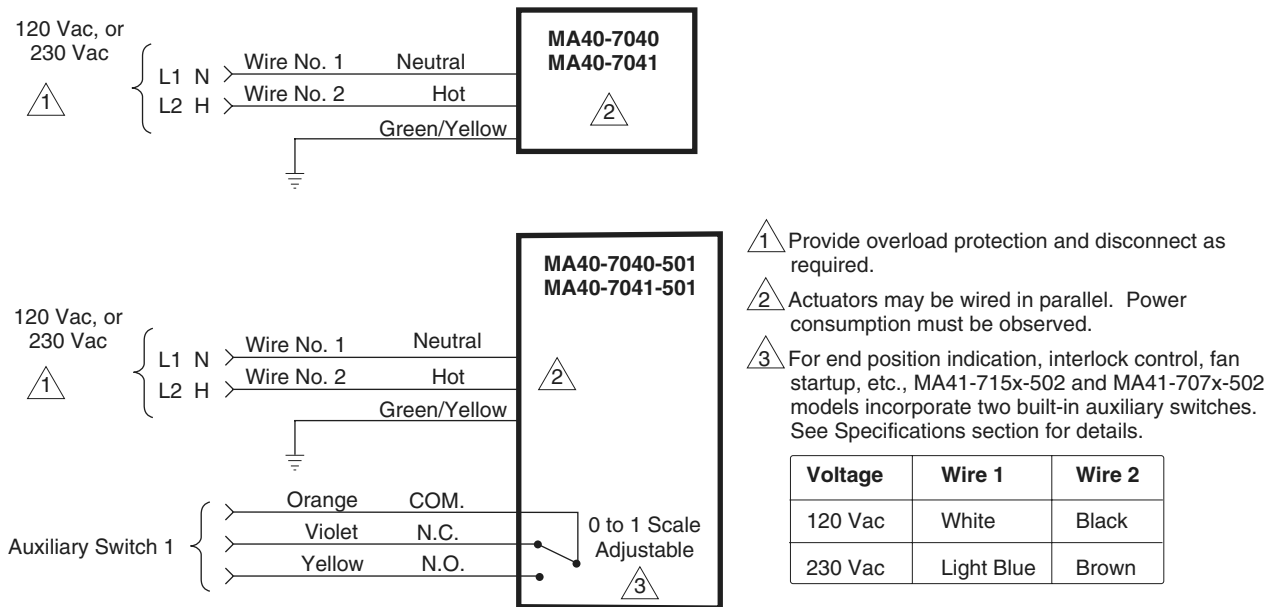 120 Vac, or
230 Vac
1
L1 N Wire No. 1 Neutral
L2 H Wire No. 2 Hot
Green/Yellow
MA40-7040
MA40-7041
2
120 Vac, or
230 Vac
1
L1 N Wire No. 1 Neutral
L2 H Wire No. 2 Hot
Green/Yellow
MA40-7040-501
MA40-7041-501
2
Auxiliary Switch 1
Orange COM.
Violet N.C.
Yellow N.O.
0 to 1 Scale
Adjustable
3
1 Provide overload protection and disconnect as
required.
2 Actuators may be wired in parallel. Power
consumption must be observed.
3 For end position indication, interlock control, fan
startup, etc., MA41-715x-502 and MA41-707x-502
models incorporate two built-in auxiliary switches.
See Specifications section for details.
Voltage Wire 1 Wire 2
120 Vac White Black
230 Vac Light Blue Brown